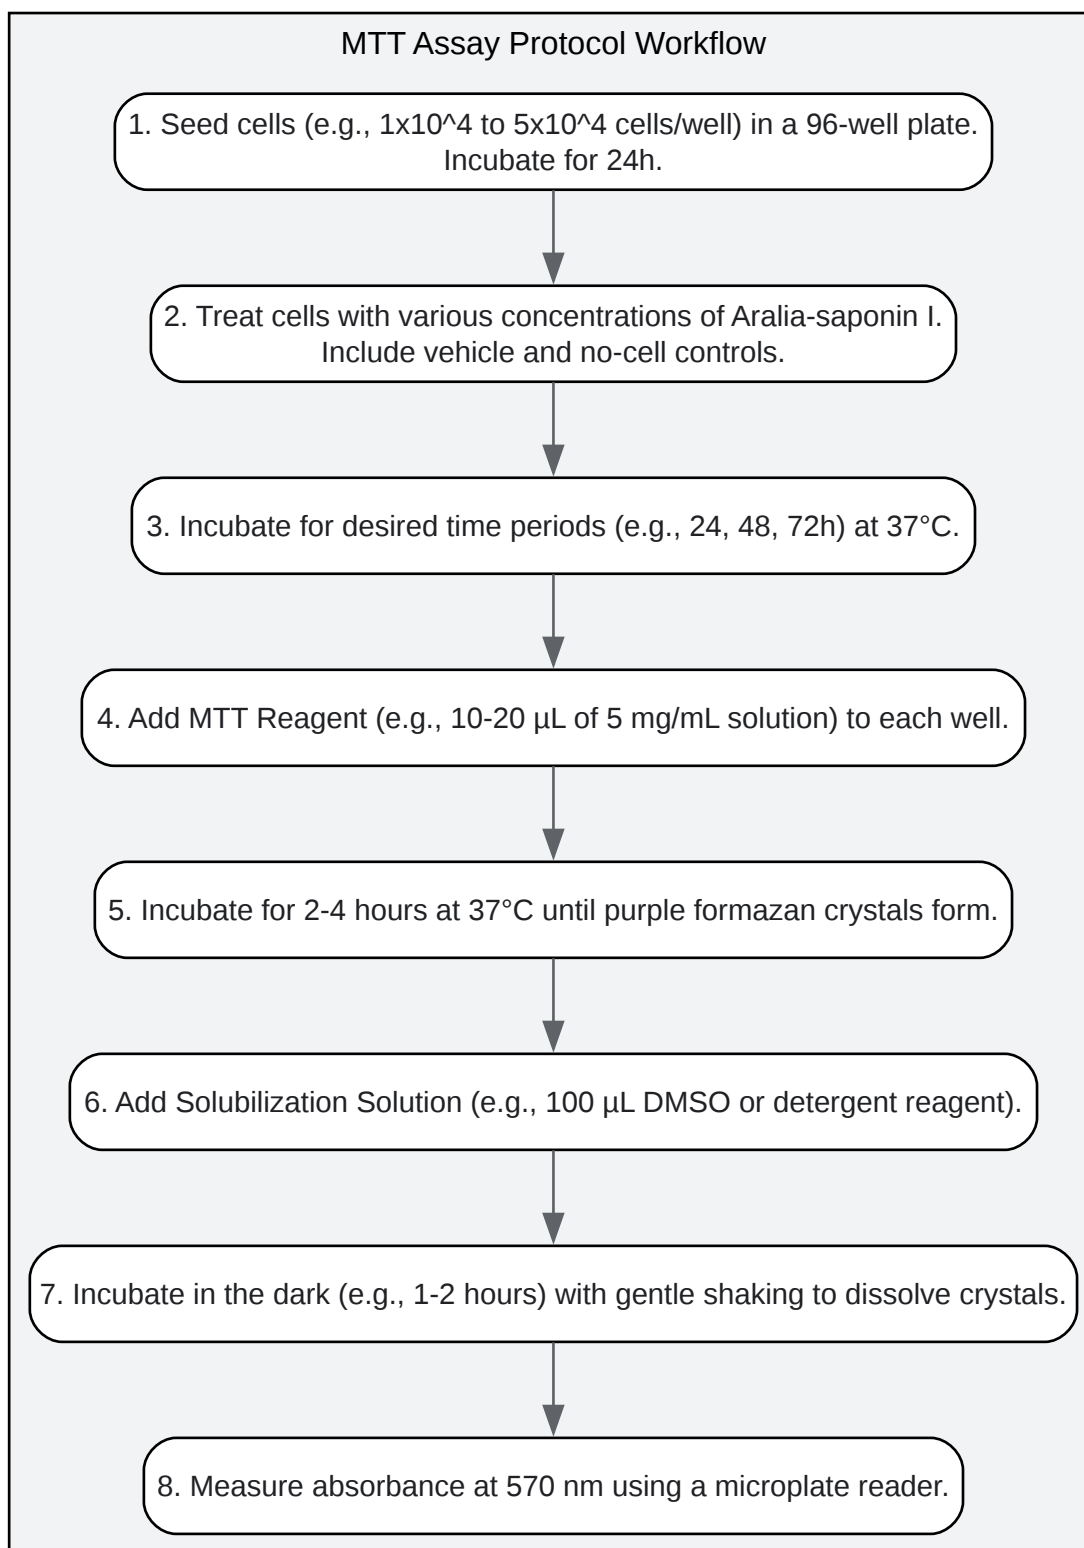 MTT Assay Protocol Workflow
1. Seed cells (e.g., 1x10^4 to 5x10^4 cells/well) in a 96-well plate.
Incubate for 24h.
2. Treat cells with various concentrations of Aralia-saponin I.
Include vehicle and no-cell controls.
3. Incubate for desired time periods (e.g., 24, 48, 72h) at 37°C.
4. Add MTT Reagent (e.g., 10-20 µL of 5 mg/mL solution) to each well.
5. Incubate for 2-4 hours at 37°C until purple formazan crystals form.
6. Add Solubilization Solution (e.g., 100 µL DMSO or detergent reagent).
7. Incubate in the dark (e.g., 1-2 hours) with gentle shaking to dissolve crystals.
8. Measure absorbance at 570 nm using a microplate reader.